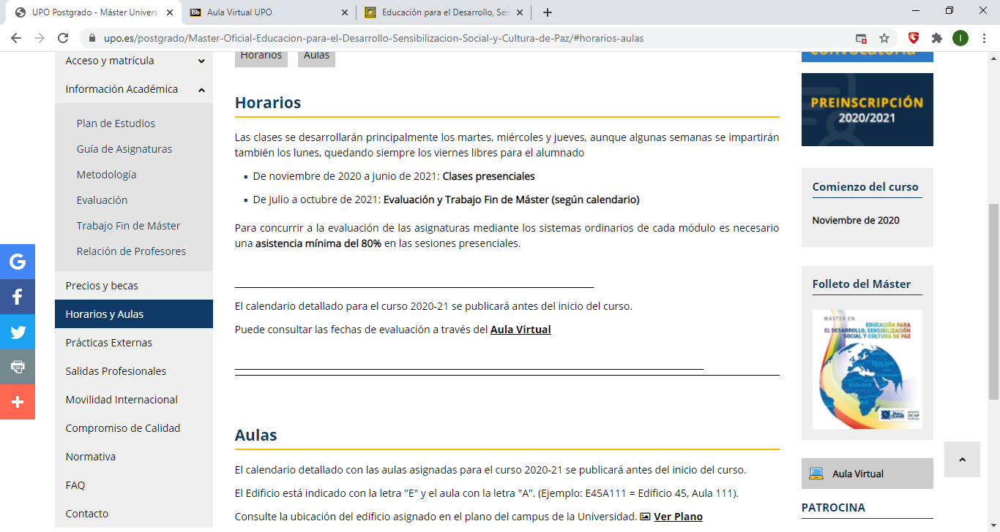 UPO Postgrado - Máster Universi
Aula Virtual UPO
Educación para el Desarrollo, Sen
upo.es/postgrado/Master-Oficial-Educacion-para-el-Desarrollo-Sensibilizacion-Social-y-Cultura-de-Paz/#horarios-aulas
I
Acceso y matrícula
Información Académica
Plan de Estudios
Guía de Asignaturas
Metodología
Evaluación
Trabajo Fin de Máster
Relación de Profesores
Precios y becas
Horarios y Aulas
Prácticas Externas
Salidas Profesionales
Movilidad Internacional
Compromiso de Calidad
Normativa
FAQ
Contacto
Horarios Aulas
Horarios
Las clases se desarrollarán principalmente los martes, miércoles y jueves, aunque algunas semanas se impartirán
también los lunes, quedando siempre los viernes libres para el alumnado
De noviembre de 2020 a junio de 2021: Clases presenciales
De julio a octubre de 2021: Evaluación y Trabajo Fin de Máster (según calendario)
Para concurrir a la evaluación de las asignaturas mediante los sistemas ordinarios de cada módulo es necesario
una asistencia mínima del 80% en las sesiones presenciales.
El calendario detallado para el curso 2020-21 se publicará antes del inicio del curso.
Puede consultar las fechas de evaluación a través del Aula Virtual
Aulas
El calendario detallado con las aulas asignadas para el curso 2020-21 se publicará antes del inicio del curso.
El Edificio está indicado con la letra "E" y el aula con la letra "A". (Ejemplo: E45A111 = Edificio 45, Aula 111).
Consulte la ubicación del edificio asignado en el plano del campus de la Universidad. Ver Plano
convocatoria
PREINSCRIPCIÓN
2020/2021
Comienzo del curso
Noviembre de 2020
Folleto del Máster
MÁSTER EN
EDUCACIÓN PARA
EL DESARROLLO, SENSIBILIZACIÓN
SOCIAL Y CULTURA DE PAZ
Aula Virtual
PATROCINA